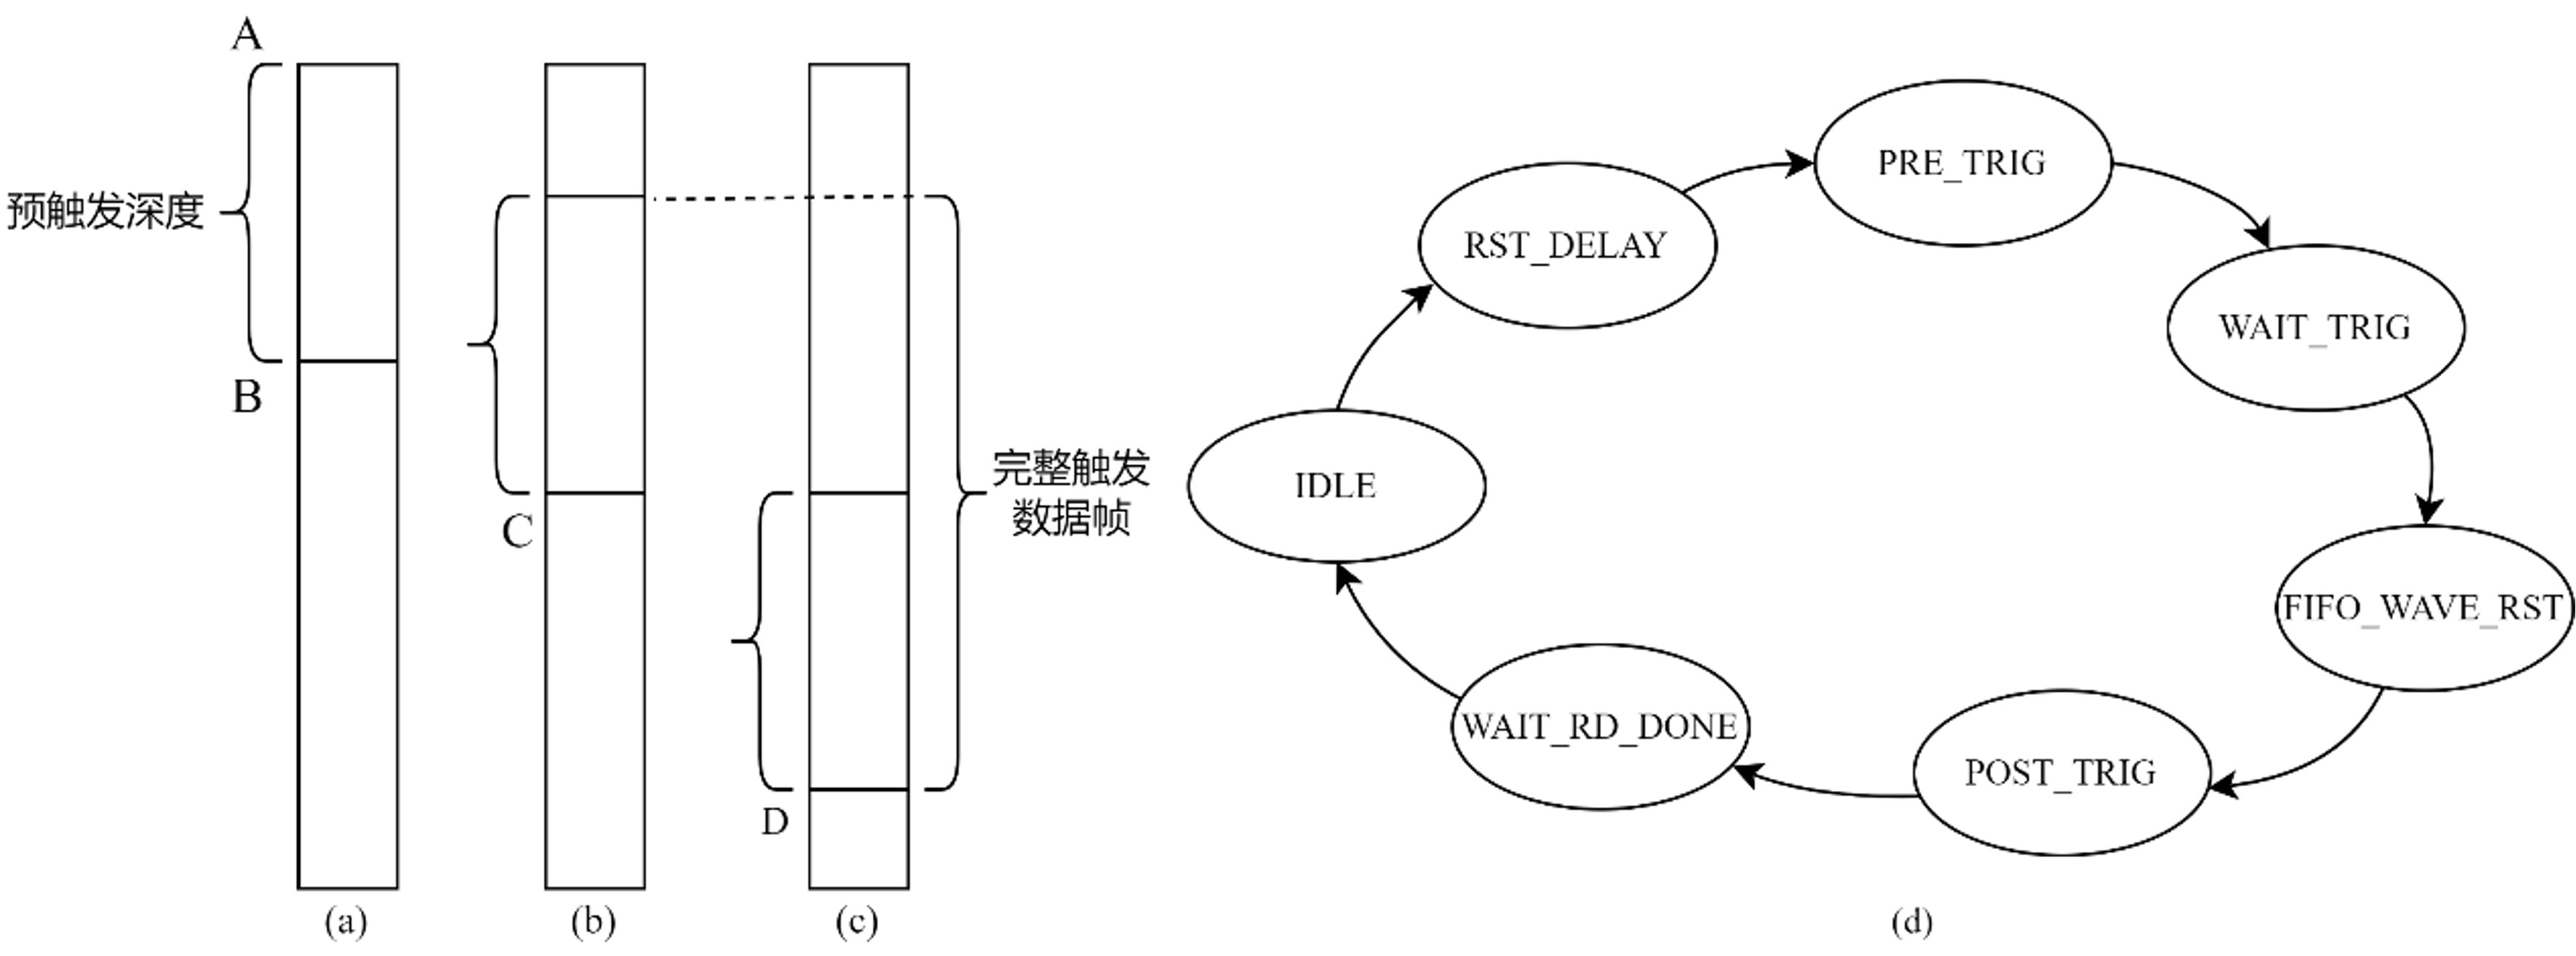 A
预触发深度
B
C
D
完整触发
数据帧
(a)
(b)
(c)
PRE_TRIG
RST_DELAY
WAIT_TRIG
IDLE
FIFO_WAVE_RST
WAIT_RD_DONE
POST_TRIG
(d)